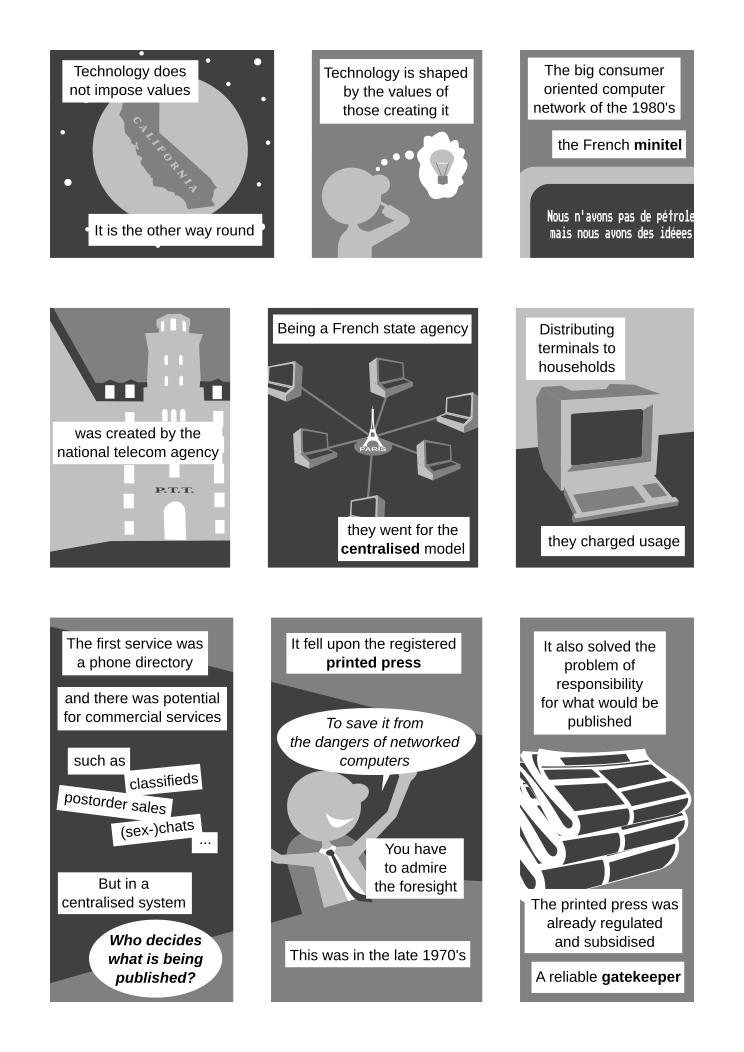 Technology does
not impose values
CALIFORNIA
It is the other way round
Technology is shaped
by the values of
those creating it
The big consumer
oriented computer
network of the 1980's
the French minitel
Nous n'avons pas de pétrole
mais nous avons des idéees
was created by the
national telecom agency
P.T.T.
Being a French state agency
PARIS
they went for the
centralised model
Distributing
terminals to
households
they charged usage
The first service was
a phone directory
and there was potential
for commercial services
such as
classifieds
postorder sales
(sex-)chats
...
But in a
centralised system
Who decides
what is being
published?
It fell upon the registered
printed press
To save it from
the dangers of networked
computers
You have
to admire
the foresight
This was in the late 1970's
It also solved the
problem of
responsibility
for what would be
published
The printed press was
already regulated
and subsidised
A reliable gatekeeper